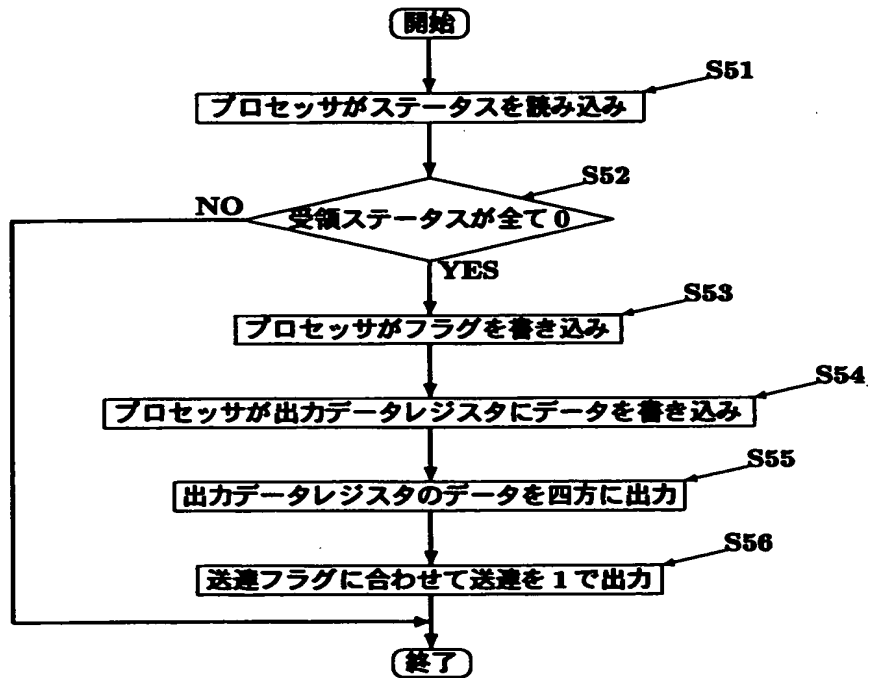 開始
S51
プロセッサがステータスを読み込み
S52
NO
受領ステータスが全て0
YES
S53
プロセッサがフラグを書き込み
S54
プロセッサが出力データレジスタにデータを書き込み
S55
出力データレジスタのデータを四方に出力
S56
送達フラグに合わせて送達を1で出力
終了